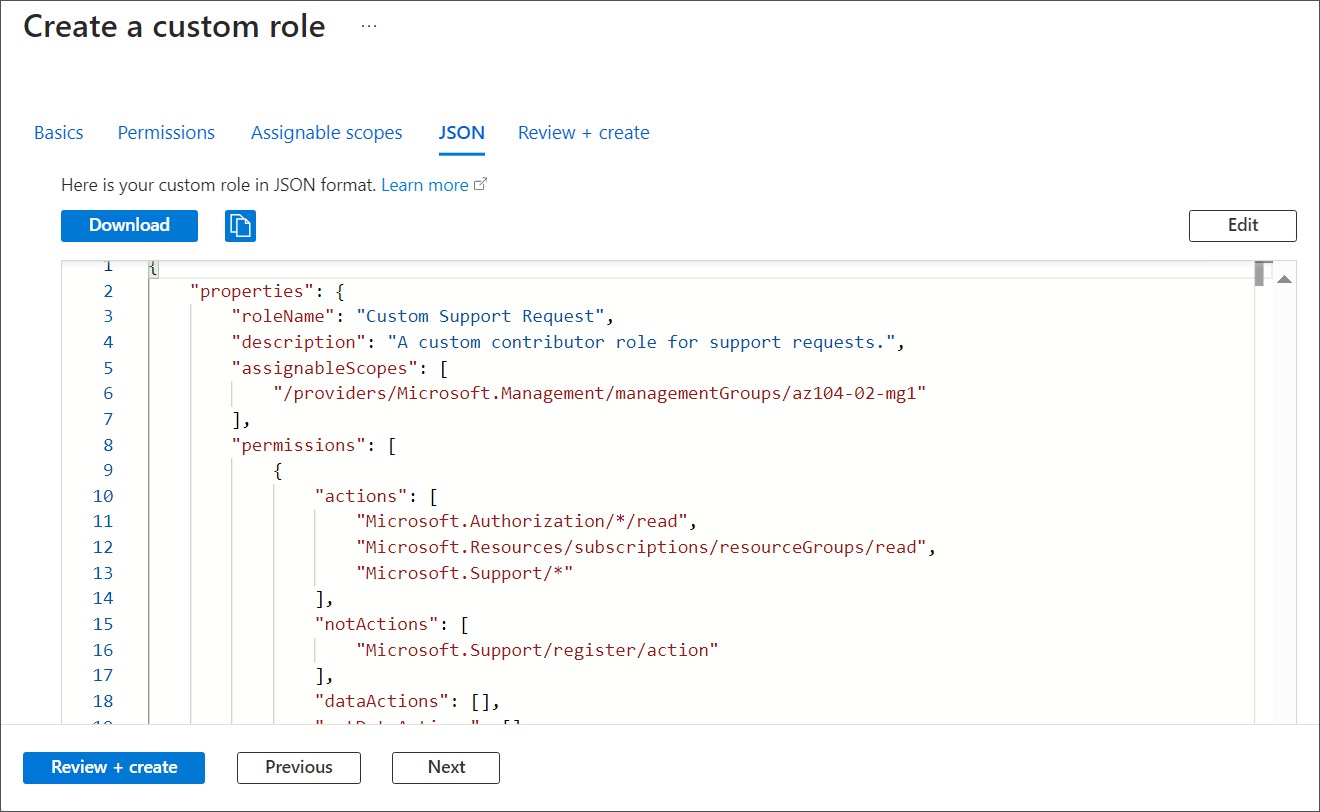 Create a custom role ...
Basics Permissions Assignable scopes JSON Review + create
Here is your custom role in JSON format. Learn more
Download
Edit
1 {
2 "properties": {
3 "roleName": "Custom Support Request",
4 "description": "A custom contributor role for support requests.",
5 "assignableScopes": [
6 "/providers/Microsoft.Management/managementGroups/az104-02-mg1"
7 ],
8 "permissions": [
9 {
10 "actions": [
11 "Microsoft.Authorization/*/read",
12 "Microsoft.Resources/subscriptions/resourceGroups/read",
13 "Microsoft.Support/*"
14 ],
15 "notActions": [
16 "Microsoft.Support/register/action"
17 ],
18 "dataActions": [],
Review + create Previous Next